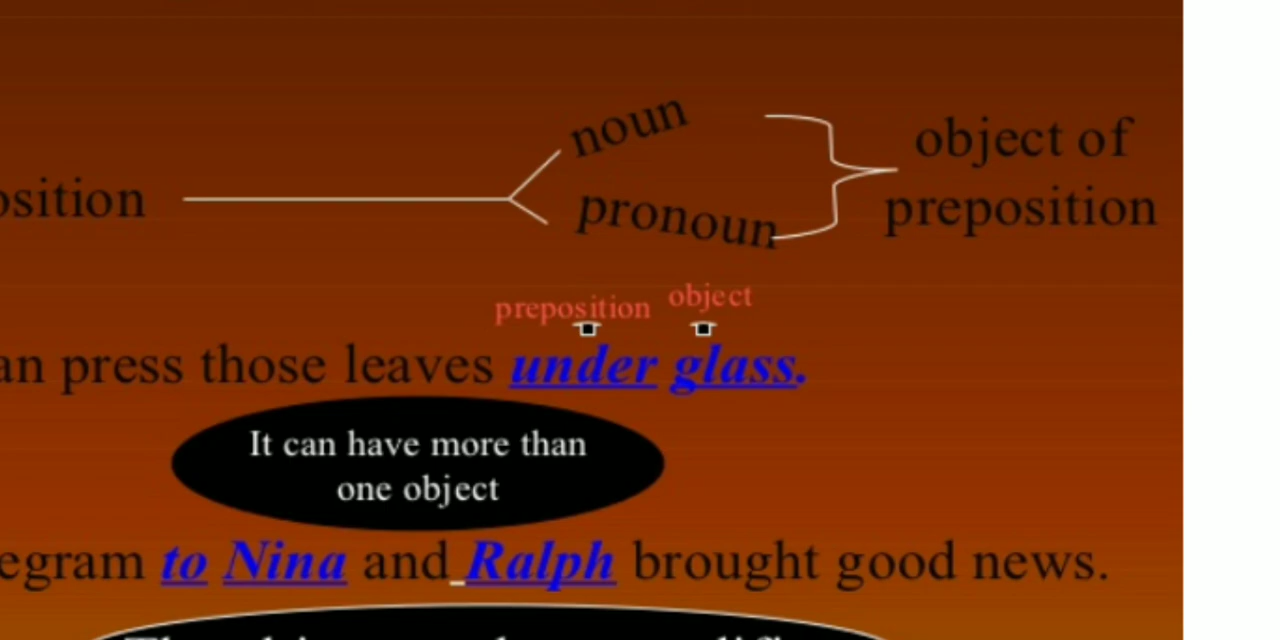 noun
object of
osition
pronoun
preposition
preposition object
an press those leaves under glass.
It can have more than
one object
egram to Nina and Ralph brought good news.